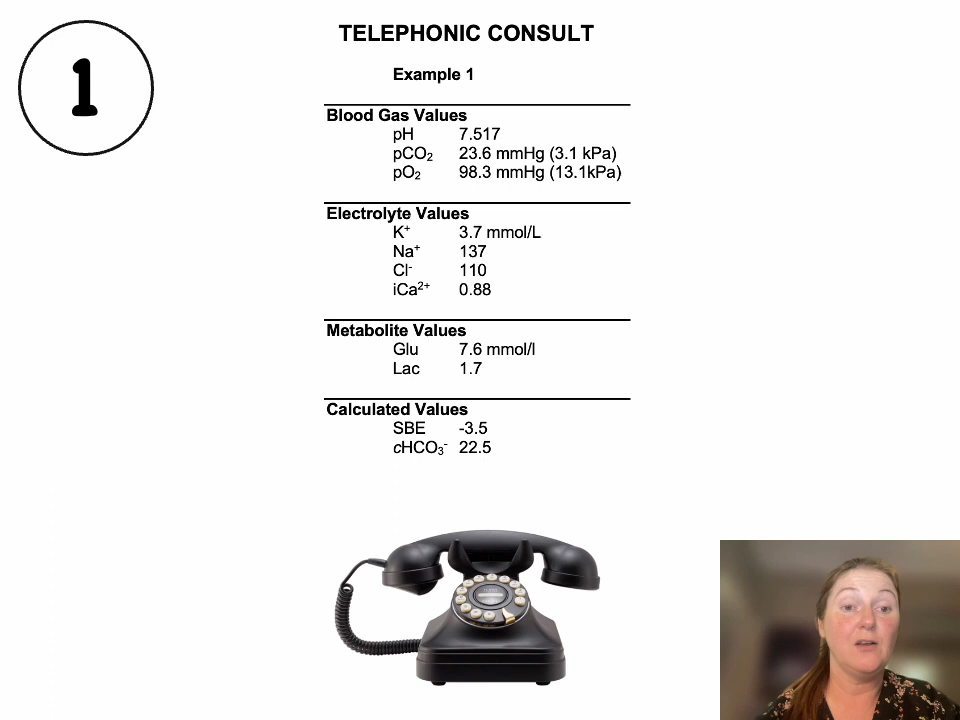 1
TELEPHONIC CONSULT
Example 1
Blood Gas Values
pH 7.517
pCO₂ 23.6 mmHg (3.1 kPa)
pO₂ 98.3 mmHg (13.1kPa)
Electrolyte Values
K⁺ 3.7 mmol/L
Na⁺ 137
Cl⁻ 110
iCa²⁺ 0.88
Metabolite Values
Glu 7.6 mmol/l
Lac 1.7
Calculated Values
SBE -3.5
cHCO₃⁻ 22.5